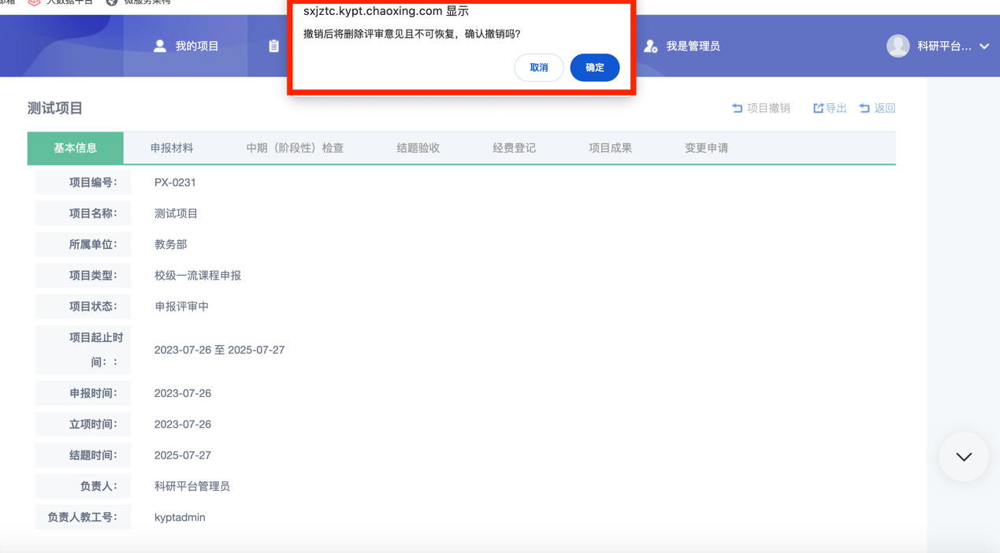 大数据平台
微服务架构
sxjztc.kypt.chaoxing.com 显示
撤销后将删除评审意见且不可恢复，确认撤销吗?
取消
确定
我的项目
我是管理员
科研平台...
测试项目
项目撤销
导出
返回
基本信息
申报材料
中期（阶段性）检查
结题验收
经费登记
项目成果
变更申请
项目编号： PX-0231
项目名称： 测试项目
所属单位： 教务部
项目类型： 校级一流课程申报
项目状态： 申报评审中
项目起止时
间：： 2023-07-26 至 2025-07-27
申报时间： 2023-07-26
立项时间： 2023-07-26
结题时间： 2025-07-27
负责人： 科研平台管理员
负责人教工号： kyptadmin